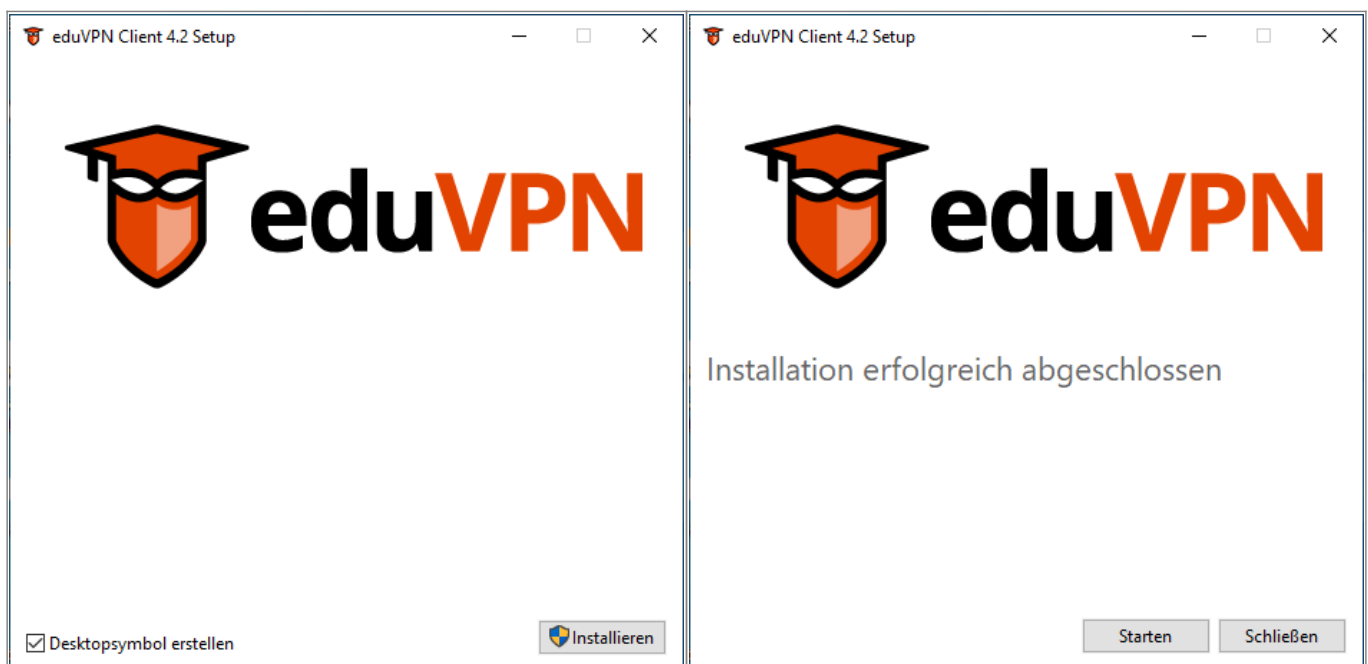 eduVPN Client 4.2 Setup
eduVPN
Desktopsymbol erstellen
Installieren
eduVPN Client 4.2 Setup
eduVPN
Installation erfolgreich abgeschlossen
Starten
Schließen